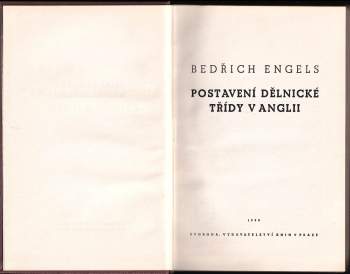 BEDŘICH ENGELS
POSTAVENÍ DĚLNICKÉ
TŘÍDY V ANGLII
SVOBODA, VYDAVATELSTVÍ KNIH V PRAZE